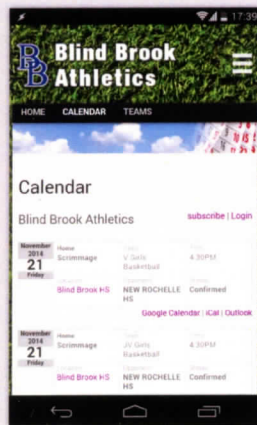 17:39
BB Blind Brook
Athletics
HOME CALENDAR TEAMS
Calendar
Blind Brook Athletics subscribe | Login
November Home
2014 Scrimmage V Girls 4:30PM
21 Basketball
Friday
Blind Brook HS NEW ROCHELLE Confirmed
HS
Google Calendar | iCal | Outlook
November Home
2014 Scrimmage JV Girls 4:30PM
21 Basketball
Friday
Blind Brook HS NEW ROCHELLE Confirmed
HS